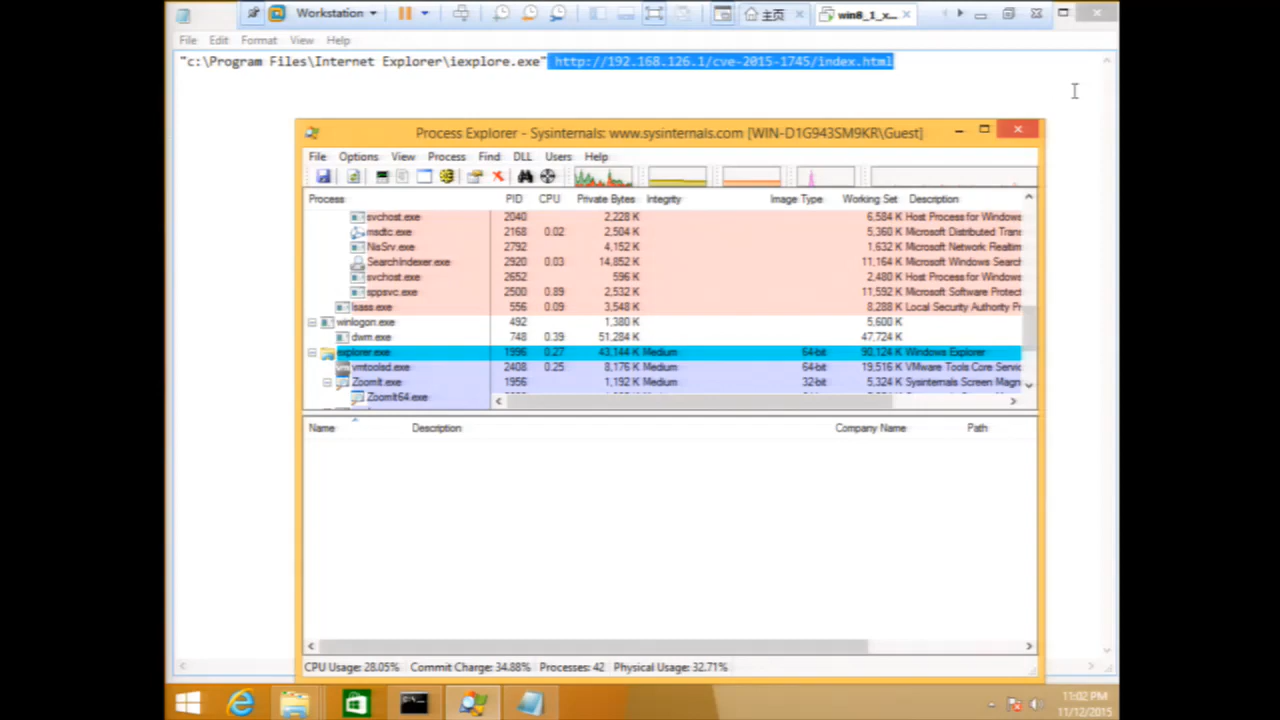 Workstation
主页
win8_1_x...
File Edit Format View Help
"c:\Program Files\Internet Explorer\iexplore.exe" http://192.168.126.1/cve-2015-1745/index.html
Process Explorer - Sysinternals: www.sysinternals.com [WIN-D1G943SM9KR\Guest]
File Options View Process Find DLL Users Help
Process PID CPU Private Bytes Integrity Image Type Working Set Description
svchost.exe 2040 2,228 K 6,584 K Host Process for Windows
msdtc.exe 2168 0.02 2,504 K 5,360 K Microsoft Distributed Tran
NisSrv.exe 2792 4,152 K 1,632 K Microsoft Network Realtim
SearchIndexer.exe 2920 0.03 14,852 K 11,164 K Microsoft Windows Search
svchost.exe 2652 596 K 2,480 K Host Process for Windows
sppsvc.exe 2500 0.89 2,532 K 11,592 K Microsoft Software Protect
lsass.exe 556 0.09 3,548 K 8,288 K Local Security Authority Pr
winlogon.exe 492 1,380 K 5,600 K
dwm.exe 748 0.39 51,284 K 47,724 K
explorer.exe 1996 0.27 43,144 K Medium 64-bit 90,124 K Windows Explorer
vmtoolsd.exe 2408 0.25 8,176 K Medium 64-bit 19,516 K VMware Tools Core Servic
ZoomIt.exe 1956 1,192 K Medium 32-bit 5,324 K Sysinternals Screen Magn
ZoomIt64.exe
Name Description Company Name Path
CPU Usage: 28.05% Commit Charge: 34.88% Processes: 42 Physical Usage: 32.71%
11:02 PM
11/12/2015